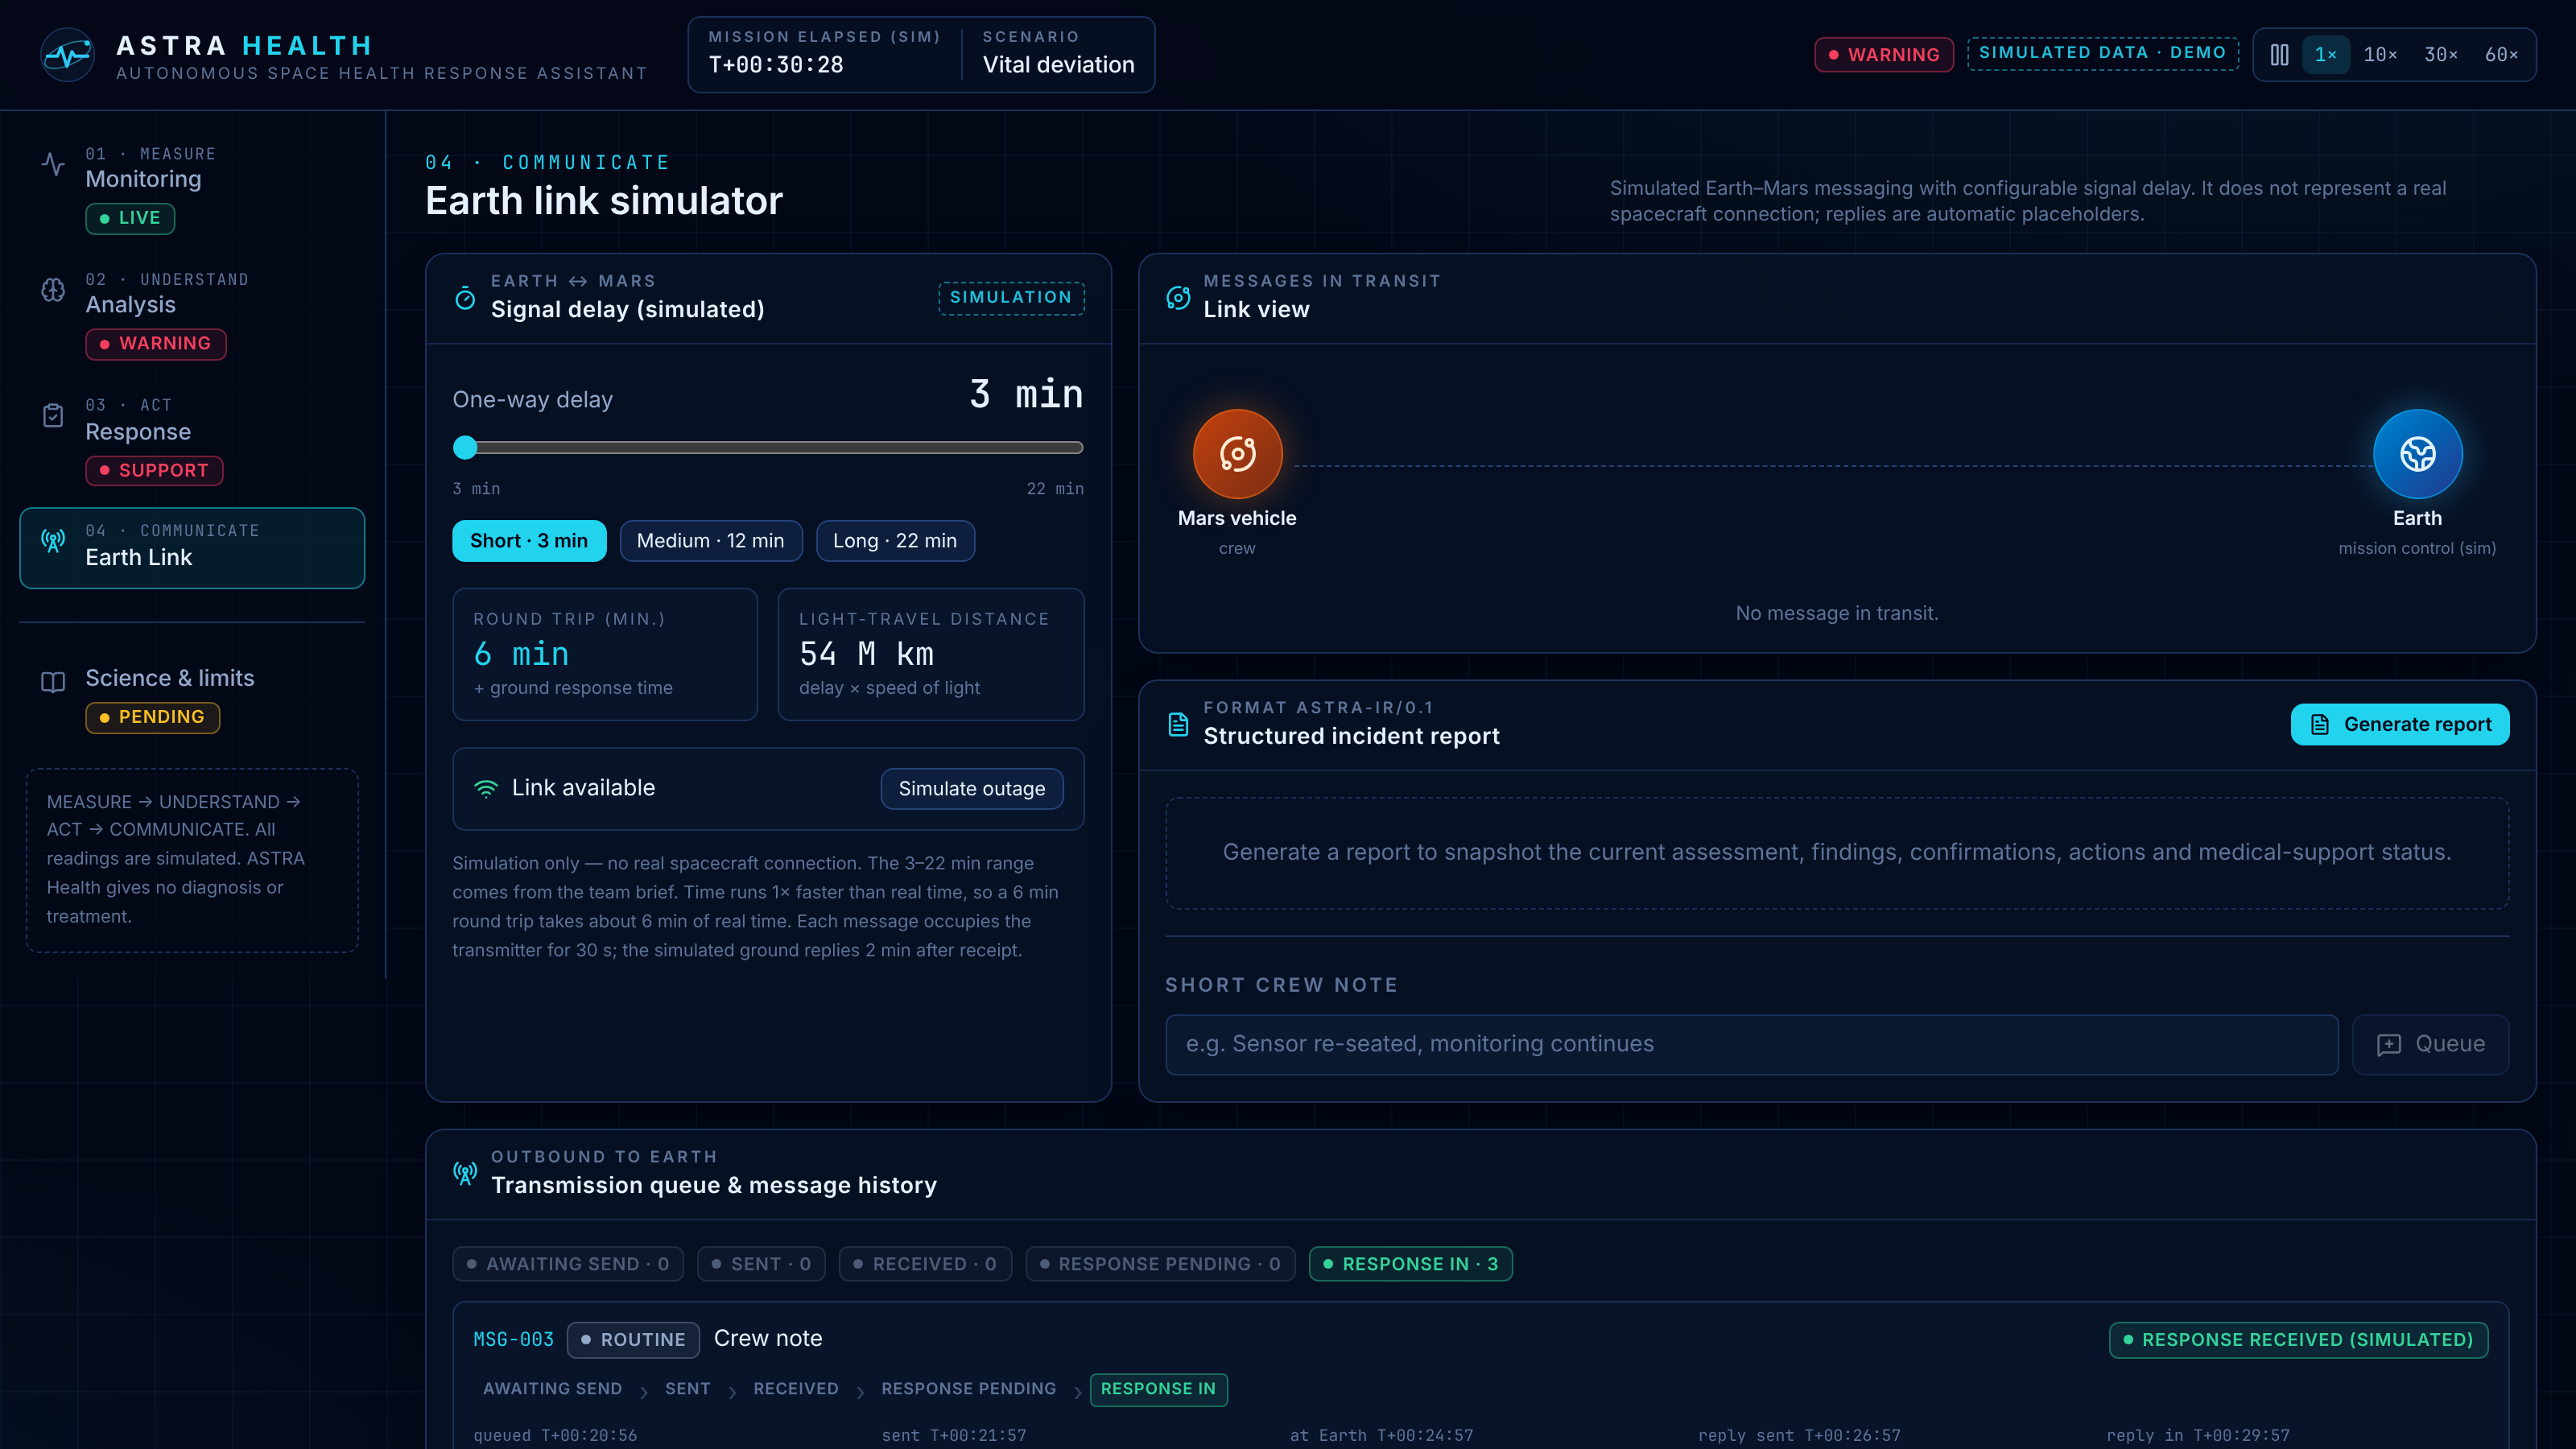 ASTRA HEALTH
AUTONOMOUS SPACE HEALTH RESPONSE ASSISTANT
MISSION ELAPSED (SIM)
T+00:30:28
SCENARIO
Vital deviation
WARNING
SIMULATED DATA · DEMO
1×
10×
30×
60×
01 · MEASURE
Monitoring
LIVE
02 · UNDERSTAND
Analysis
WARNING
03 · ACT
Response
SUPPORT
04 · COMMUNICATE
Earth Link
Science & limits
PENDING
MEASURE → UNDERSTAND →
ACT → COMMUNICATE. All
readings are simulated. ASTRA
Health gives no diagnosis or
treatment.
04 · COMMUNICATE
Earth link simulator
Simulated Earth–Mars messaging with configurable signal delay. It does not represent a real
spacecraft connection; replies are automatic placeholders.
EARTH ↔ MARS
Signal delay (simulated)
SIMULATION
One-way delay
3 min
3 min
22 min
Short · 3 min
Medium · 12 min
Long · 22 min
ROUND TRIP (MIN.)
6 min
+ ground response time
LIGHT-TRAVEL DISTANCE
54 M km
delay × speed of light
Link available
Simulate outage
Simulation only — no real spacecraft connection. The 3–22 min range
comes from the team brief. Time runs 1× faster than real time, so a 6 min
round trip takes about 6 min of real time. Each message occupies the
transmitter for 30 s; the simulated ground replies 2 min after receipt.
MESSAGES IN TRANSIT
Link view
Mars vehicle
crew
Earth
mission control (sim)
No message in transit.
FORMAT ASTRA-IR/0.1
Structured incident report
Generate report
Generate a report to snapshot the current assessment, findings, confirmations, actions and medical-support status.
SHORT CREW NOTE
e.g. Sensor re-seated, monitoring continues
Queue
OUTBOUND TO EARTH
Transmission queue & message history
AWAITING SEND · 0
SENT · 0
RECEIVED · 0
RESPONSE PENDING · 0
RESPONSE IN · 3
MSG-003
ROUTINE
Crew note
RESPONSE RECEIVED (SIMULATED)
AWAITING SEND > SENT > RECEIVED > RESPONSE PENDING > RESPONSE IN
queued T+00:20:56
sent T+00:21:57
at Earth T+00:24:57
reply sent T+00:26:57
reply in T+00:29:57